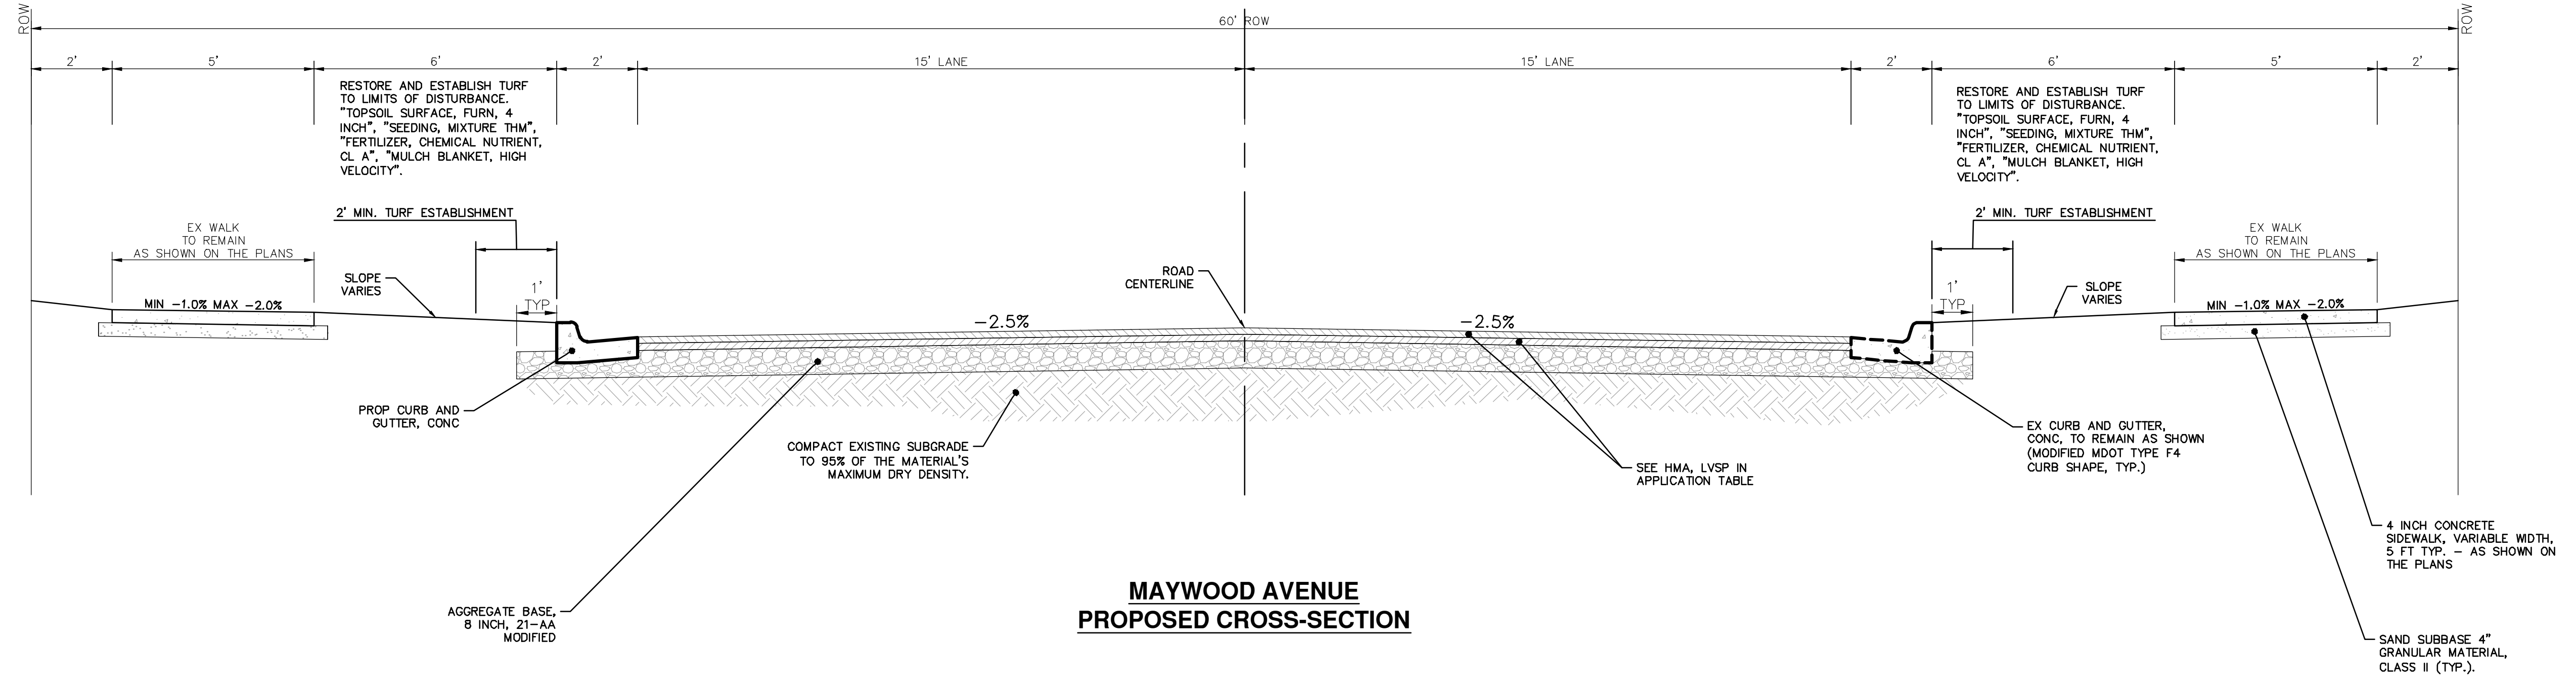 ROW
60' ROW
ROW
2'
5'
6'
2'
15' LANE
15' LANE
2'
6'
5'
2'
RESTORE AND ESTABLISH TURF
TO LIMITS OF DISTURBANCE.
"TOPSOIL SURFACE, FURN, 4
INCH", "SEEDING, MIXTURE THM",
"FERTILIZER, CHEMICAL NUTRIENT,
CL A", "MULCH BLANKET, HIGH
VELOCITY".
RESTORE AND ESTABLISH TURF
TO LIMITS OF DISTURBANCE.
"TOPSOIL SURFACE, FURN, 4
INCH", "SEEDING, MIXTURE THM",
"FERTILIZER, CHEMICAL NUTRIENT,
CL A", "MULCH BLANKET, HIGH
VELOCITY".
2' MIN. TURF ESTABLISHMENT
2' MIN. TURF ESTABLISHMENT
EX WALK
TO REMAIN
AS SHOWN ON THE PLANS
EX WALK
TO REMAIN
AS SHOWN ON THE PLANS
SLOPE
VARIES
1'
TYP
ROAD
CENTERLINE
1'
TYP
SLOPE
VARIES
MIN -1.0% MAX -2.0%
MIN -1.0% MAX -2.0%
-2.5%
-2.5%
PROP CURB AND
GUTTER, CONC
COMPACT EXISTING SUBGRADE
TO 95% OF THE MATERIAL'S
MAXIMUM DRY DENSITY.
SEE HMA, LVSP IN
APPLICATION TABLE
EX CURB AND GUTTER,
CONC, TO REMAIN AS SHOWN
(MODIFIED MDOT TYPE F4
CURB SHAPE, TYP.)
4 INCH CONCRETE
SIDEWALK, VARIABLE WIDTH,
5 FT TYP. - AS SHOWN ON
THE PLANS
AGGREGATE BASE,
8 INCH, 21-AA
MODIFIED
MAYWOOD AVENUE
PROPOSED CROSS-SECTION
SAND SUBBASE 4"
GRANULAR MATERIAL,
CLASS II (TYP.).